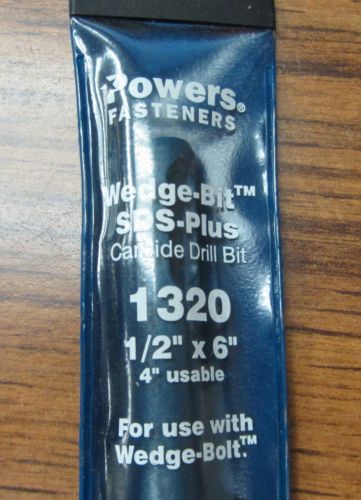 Powers®
FASTENERS
Wedge-Bit™
SDS-Plus
Carbide Drill Bit
1320
1/2" x 6"
4" usable
For use with
Wedge-Bolt.™